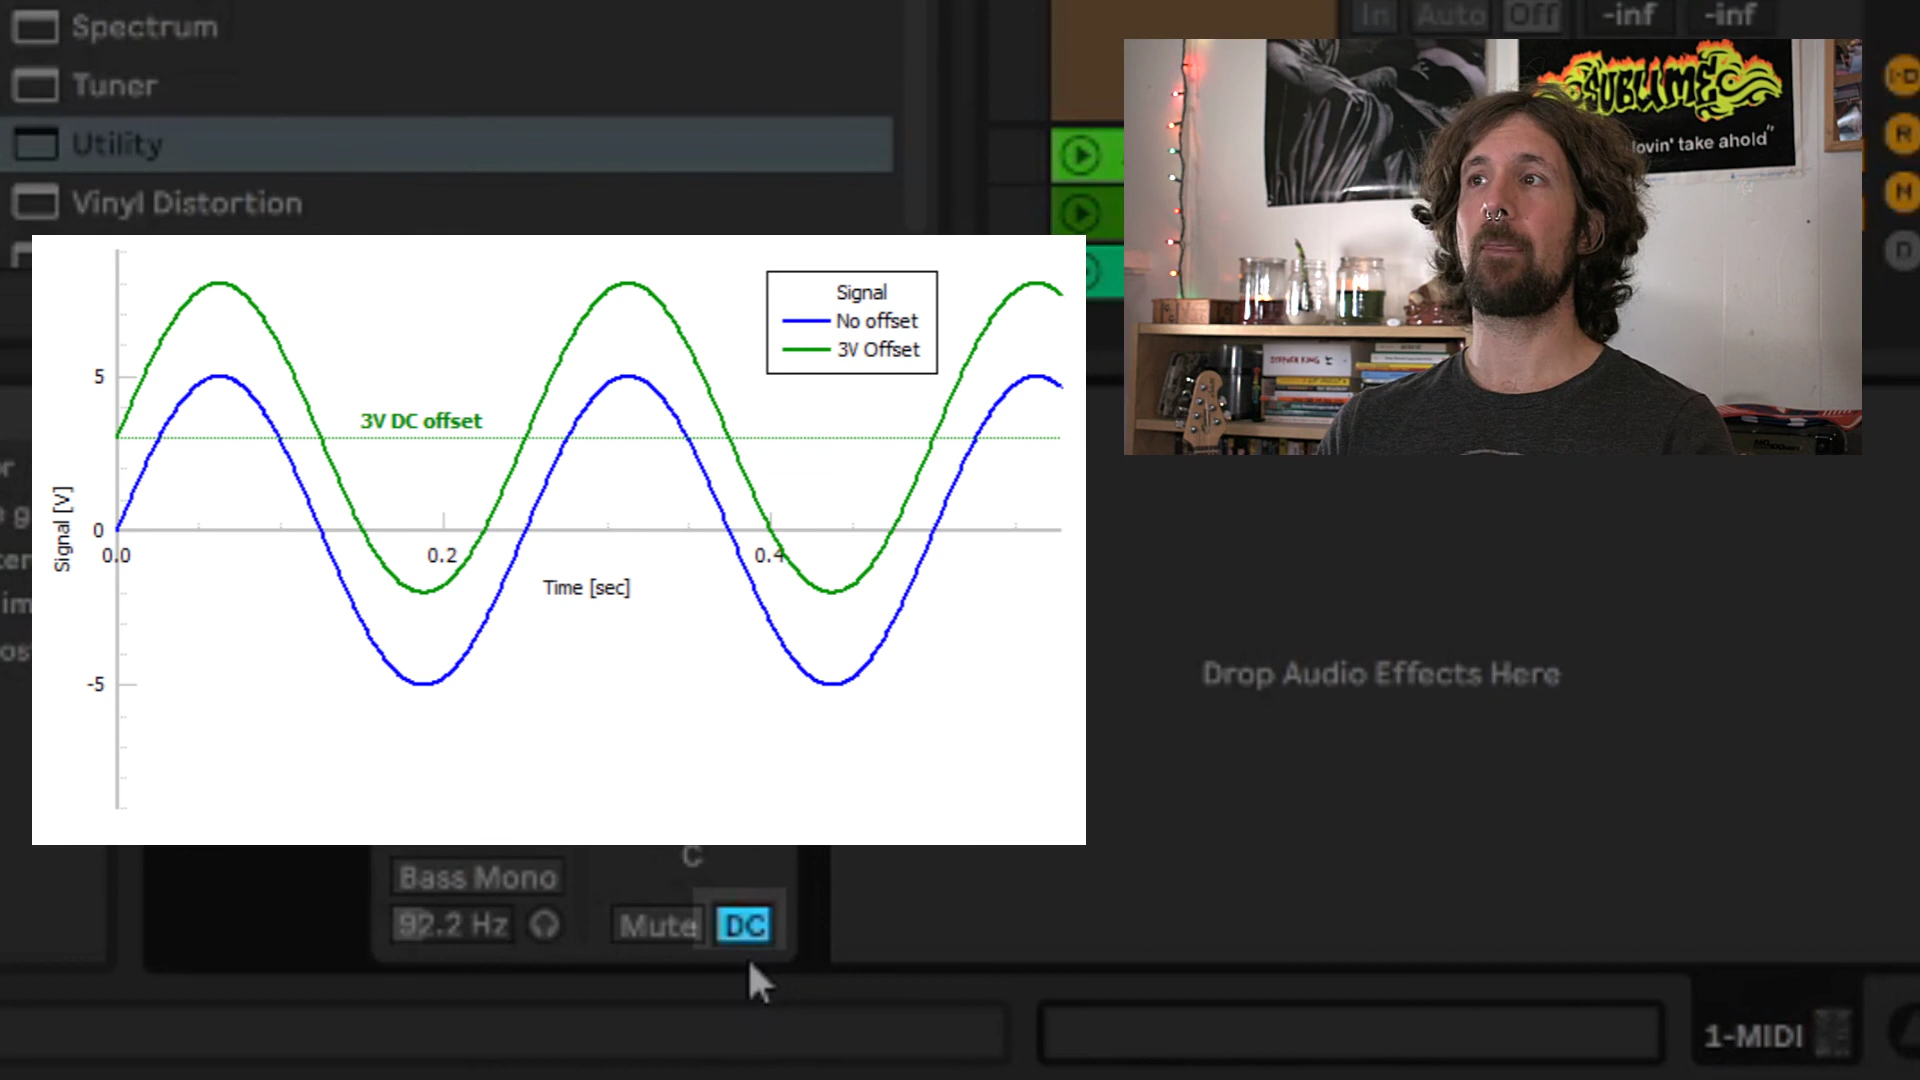 Spectrum
Tuner
Utility
Vinyl Distortion
In Auto Off -inf -inf
I·D
R
M
D
SUBLIME
lovin' take ahold"
STEPHEN KING
Signal
No offset
3V Offset
5
3V DC offset
Signal [V]
0
0.0 0.2 0.4
Time [sec]
-5
Drop Audio Effects Here
C
Bass Mono
92.2 Hz
Mute DC
1-MIDI